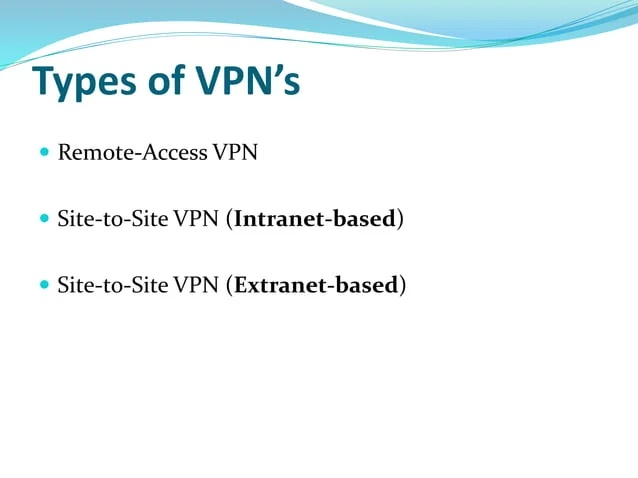 Types of VPN’s
• Remote-Access VPN
• Site-to-Site VPN (Intranet-based)
• Site-to-Site VPN (Extranet-based)